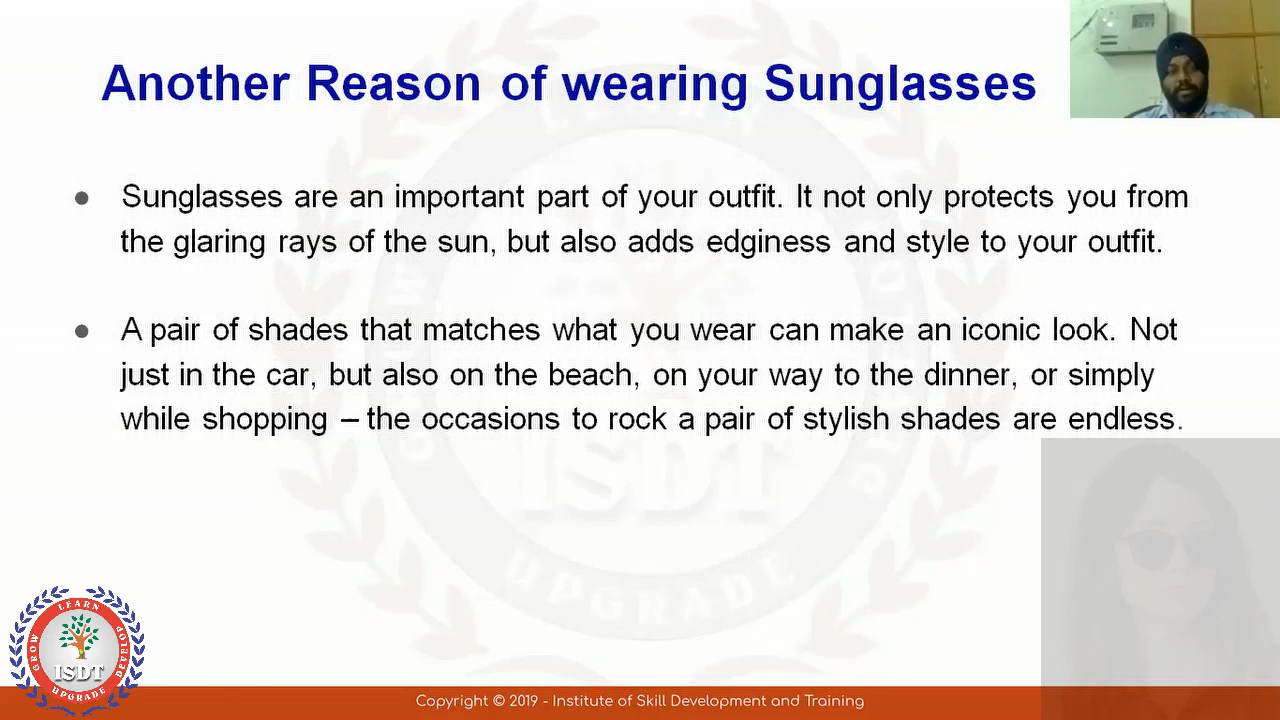 Another Reason of wearing Sunglasses
● Sunglasses are an important part of your outfit. It not only protects you from
the glaring rays of the sun, but also adds edginess and style to your outfit.
● A pair of shades that matches what you wear can make an iconic look. Not
just in the car, but also on the beach, on your way to the dinner, or simply
while shopping – the occasions to rock a pair of stylish shades are endless.
ISDT
UPGRADE
LEARN
GROW
DEVELOP
ISDT
UPGRADE
Copyright © 2019 - Institute of Skill Development and Training